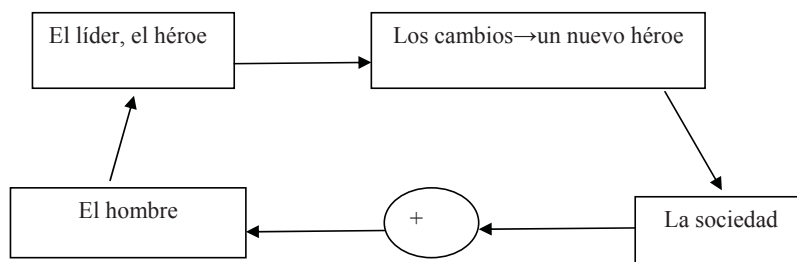 El líder, el héroe
Los cambios→un nuevo héroe
El hombre
+
La sociedad